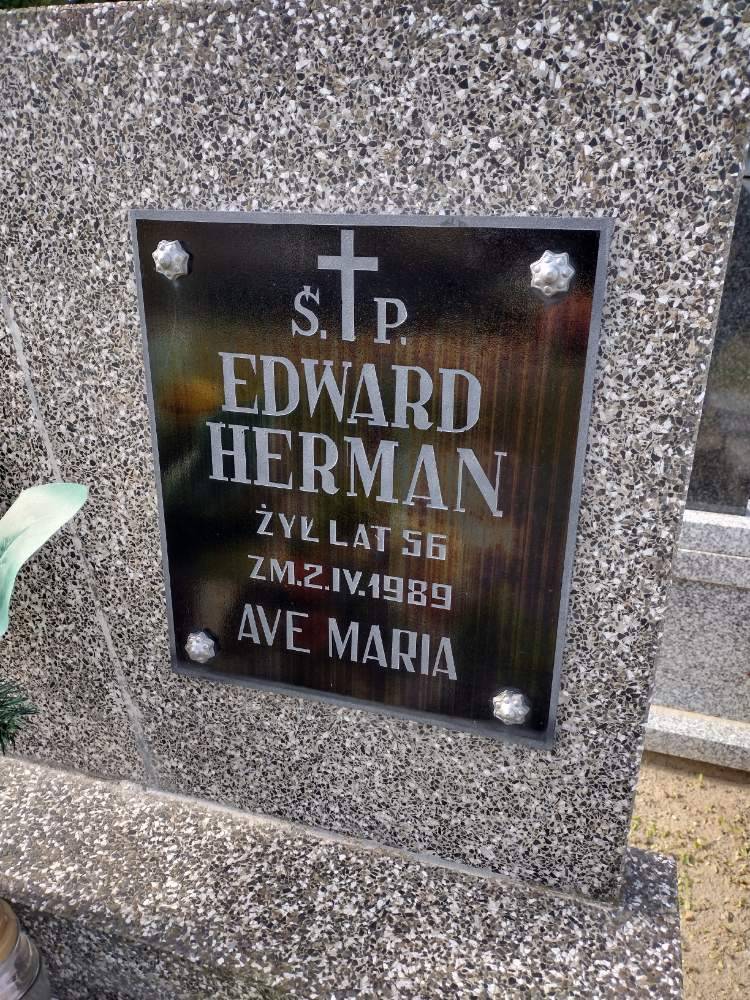 Ś. P.
EDWARD
HERMAN
ŻYŁ LAT 56
ZM.2.IV.1989
AVE MARIA